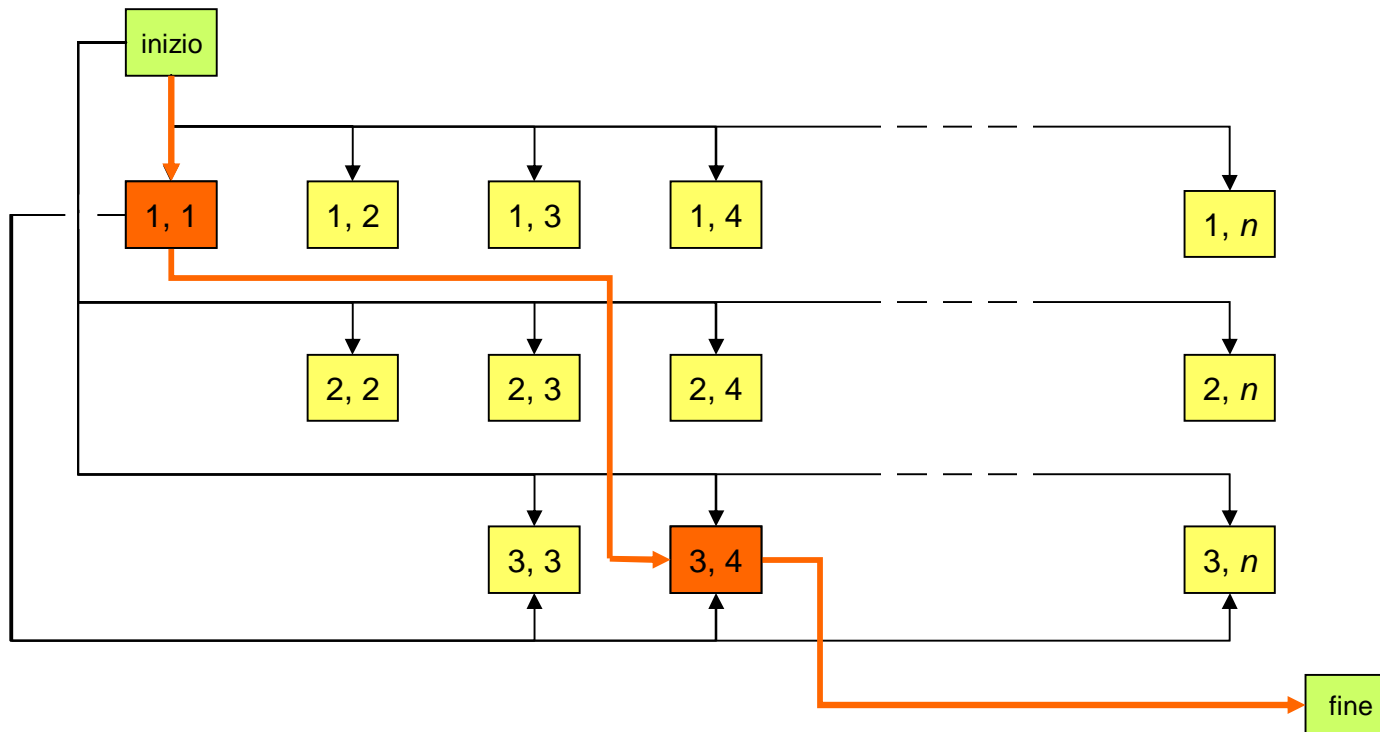 inizio
1, 1
1, 2
1, 3
1, 4
1, n
2, 2
2, 3
2, 4
2, n
3, 3
3, 4
3, n
fine